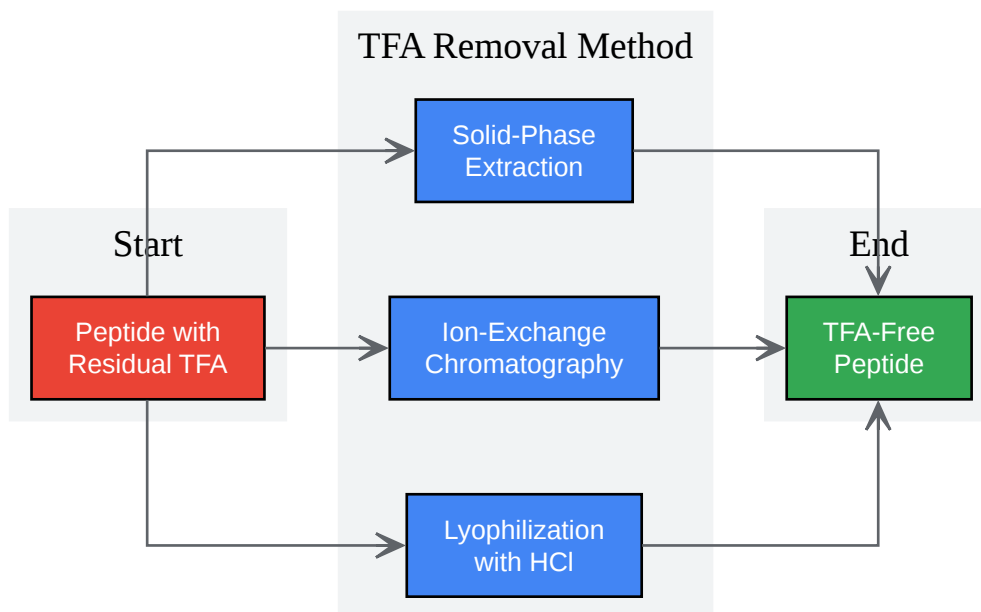 TFA Removal Method
Solid-Phase
Extraction
Start
End
Peptide with
Residual TFA
Ion-Exchange
Chromatography
TFA-Free
Peptide
Lyophilization
with HCl